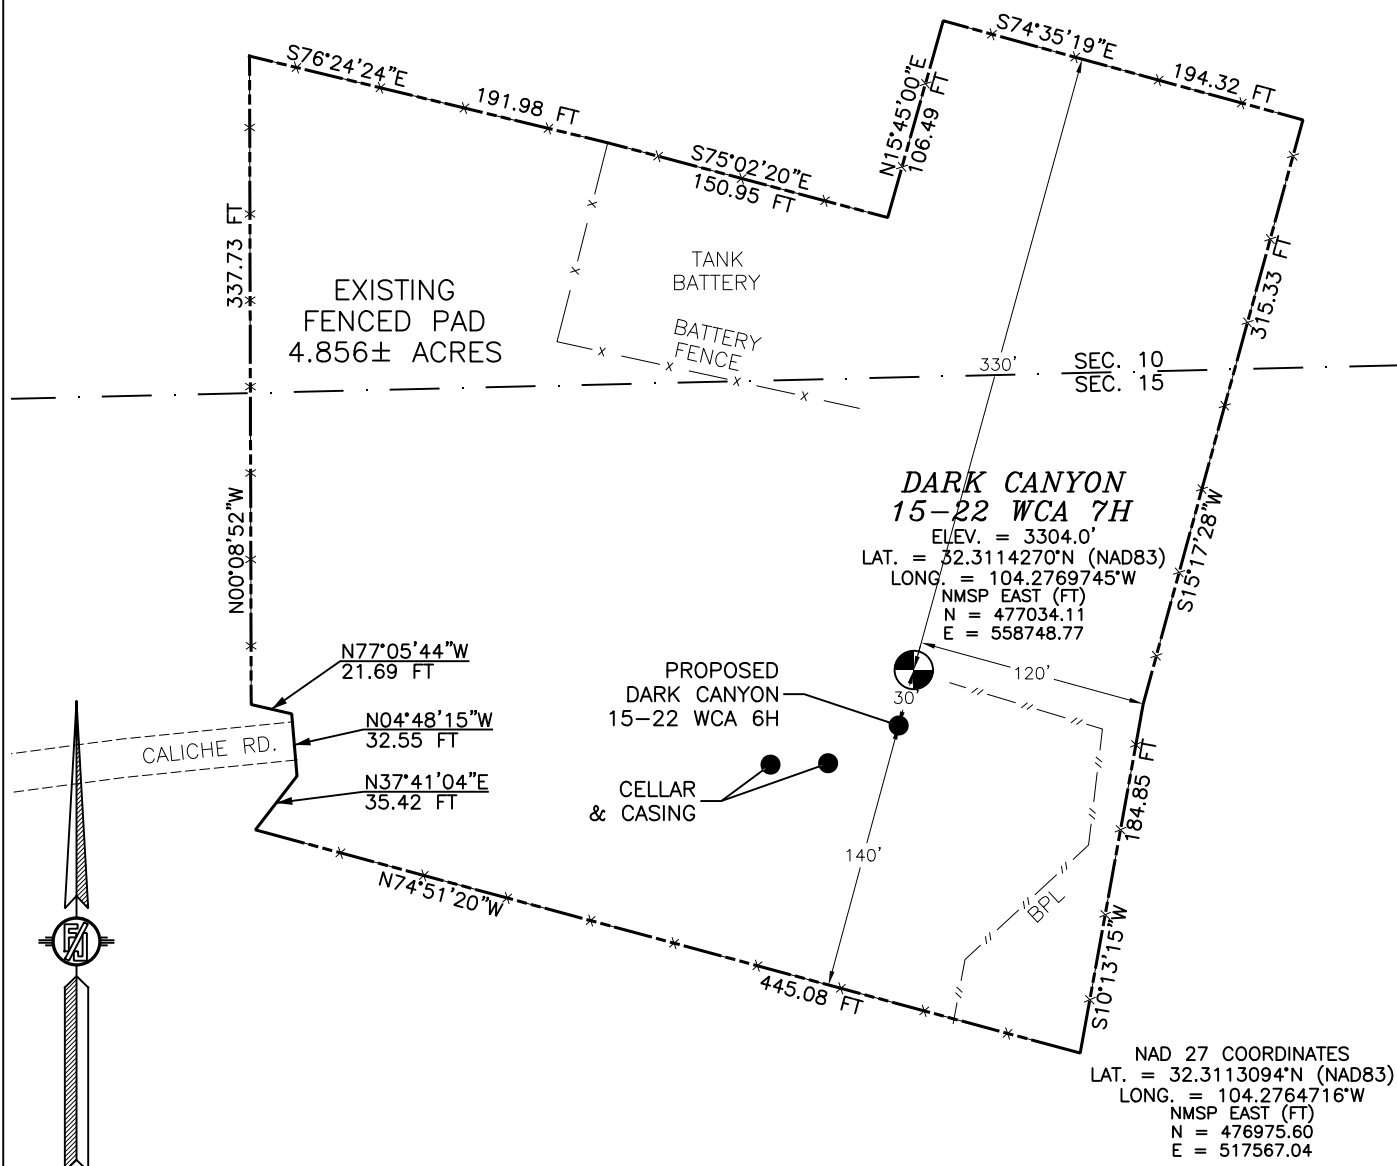 S74°35'19"E
194.32 FT
S76°24'24"E
191.98 FT
N15°45'00"E
106.49 FT
S75°02'20"E
150.95 FT
337.73 FT
315.33 FT
TANK
BATTERY
EXISTING
FENCED PAD
4.856± ACRES
BATTERY
FENCE
330'
SEC. 10
SEC. 15
DARK CANYON
15-22 WCA 7H
ELEV. = 3304.0'
LAT. = 32.3114270°N (NAD83)
LONG. = 104.2769745°W
NMSP EAST (FT)
N = 477034.11
E = 558748.77
N00°08'52"W
S15°17'28"W
N77°05'44"W
21.69 FT
PROPOSED
DARK CANYON
15-22 WCA 6H
120'
30'
N04°48'15"W
32.55 FT
CALICHE RD.
N37°41'04"E
35.42 FT
CELLAR
& CASING
184.85 FT
140'
N74°51'20"W
BPL
445.08 FT
S10°13'15"W
NAD 27 COORDINATES
LAT. = 32.3113094°N (NAD83)
LONG. = 104.2764716°W
NMSP EAST (FT)
N = 476975.60
E = 517567.04